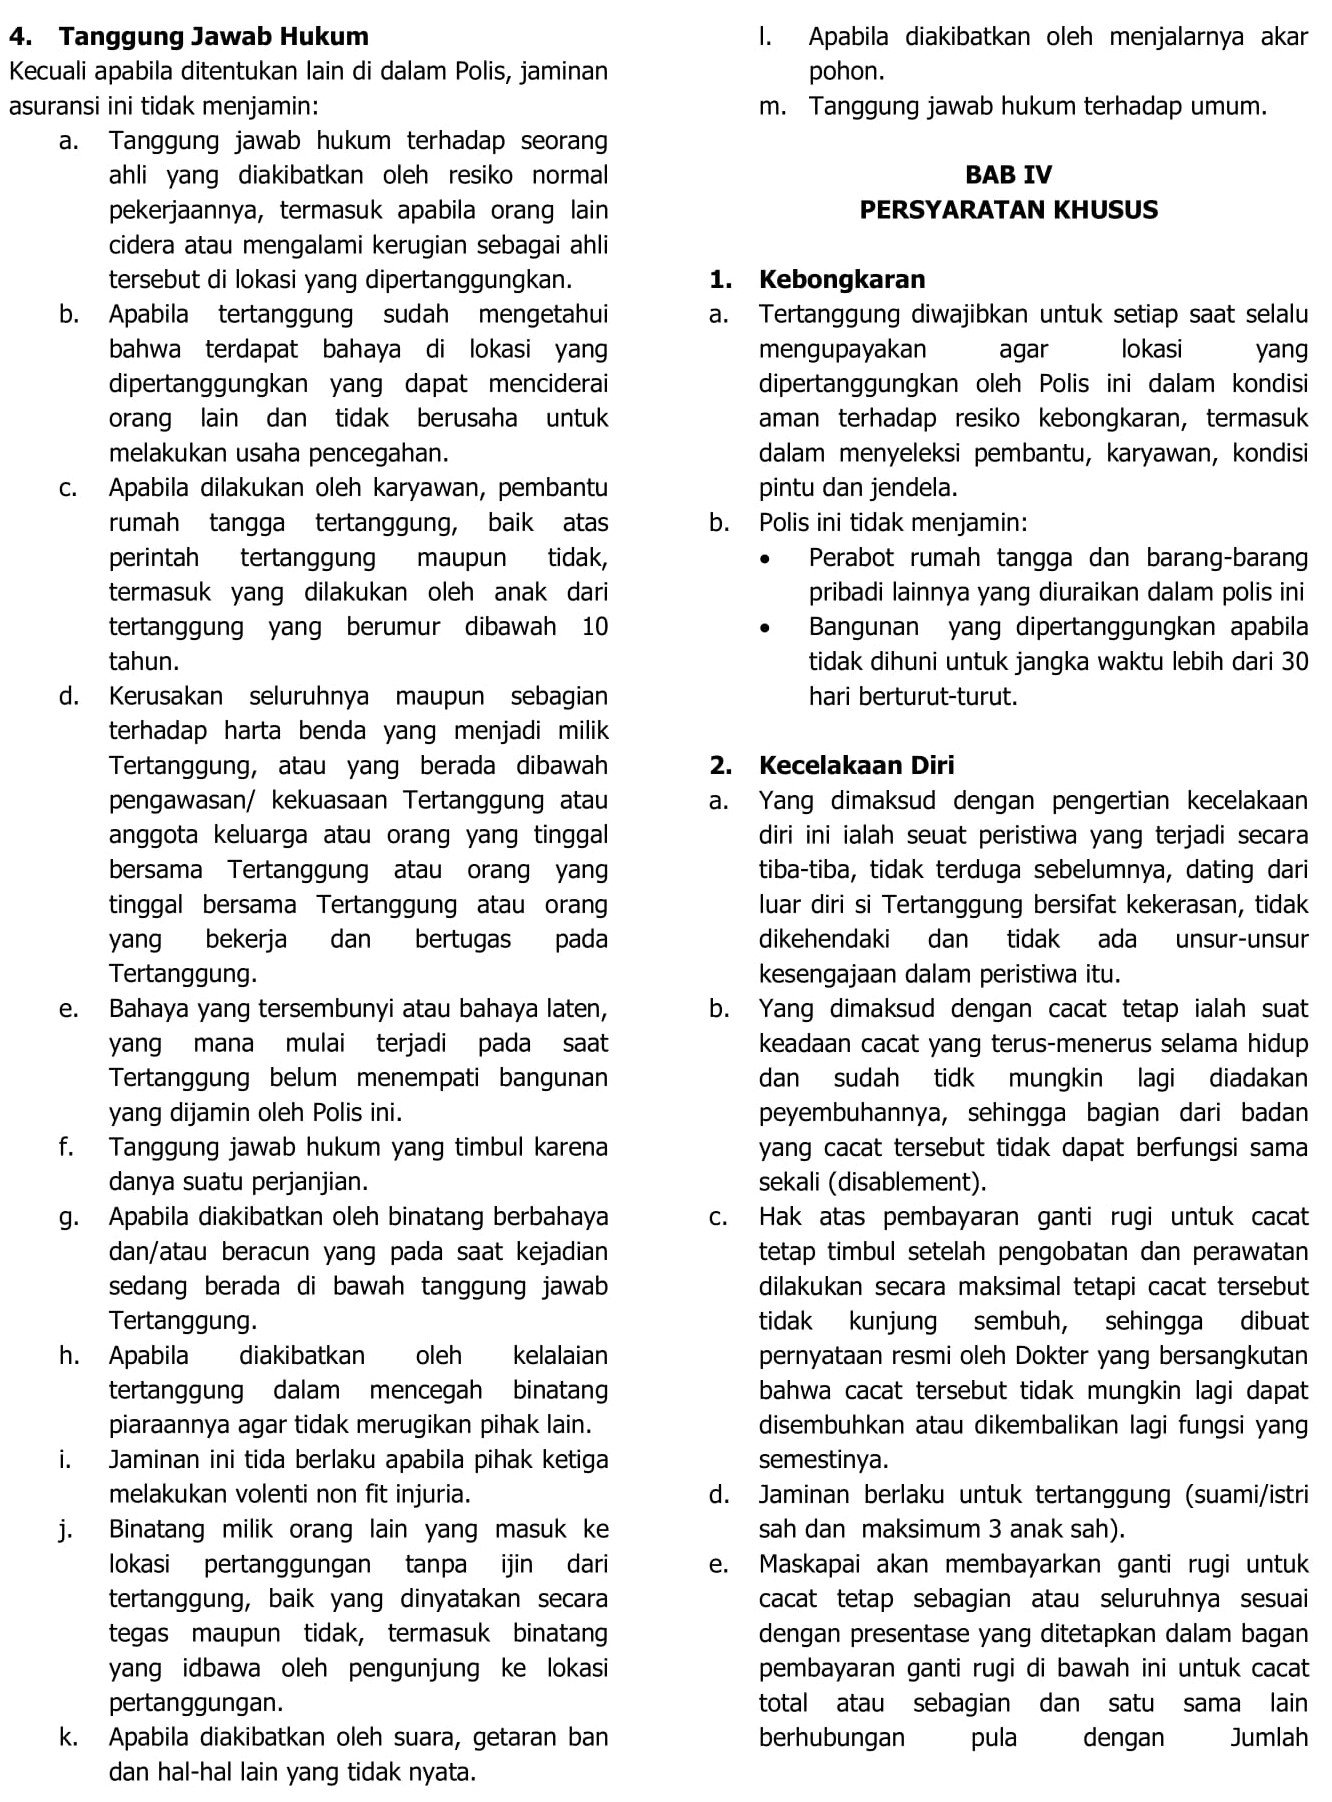 4. Tanggung Jawab Hukum
Kecuali apabila ditentukan lain di dalam Polis, jaminan
asuransi ini tidak menjamin:
a. Tanggung jawab hukum terhadap seorang
ahli yang diakibatkan oleh resiko normal
pekerjaannya, termasuk apabila orang lain
cidera atau mengalami kerugian sebagai ahli
tersebut di lokasi yang dipertanggungkan.
b. Apabila tertanggung sudah mengetahui
bahwa terdapat bahaya di lokasi yang
dipertanggungkan yang dapat menciderai
orang lain dan tidak berusaha untuk
melakukan usaha pencegahan.
c. Apabila dilakukan oleh karyawan, pembantu
rumah tangga tertanggung, baik atas
perintah tertanggung maupun tidak,
termasuk yang dilakukan oleh anak dari
tertanggung yang berumur dibawah 10
tahun.
d. Kerusakan seluruhnya maupun sebagian
terhadap harta benda yang menjadi milik
Tertanggung, atau yang berada dibawah
pengawasan/ kekuasaan Tertanggung atau
anggota keluarga atau orang yang tinggal
bersama Tertanggung atau orang yang
tinggal bersama Tertanggung atau orang
yang bekerja dan bertugas pada
Tertanggung.
e. Bahaya yang tersembunyi atau bahaya laten,
yang mana mulai terjadi pada saat
Tertanggung belum menempati bangunan
yang dijamin oleh Polis ini.
f. Tanggung jawab hukum yang timbul karena
danya suatu perjanjian.
g. Apabila diakibatkan oleh binatang berbahaya
dan/atau beracun yang pada saat kejadian
sedang berada di bawah tanggung jawab
Tertanggung.
h. Apabila diakibatkan oleh kelalaian
tertanggung dalam mencegah binatang
piaraannya agar tidak merugikan pihak lain.
i. Jaminan ini tida berlaku apabila pihak ketiga
melakukan volenti non fit injuria.
j. Binatang milik orang lain yang masuk ke
lokasi pertanggungan tanpa ijin dari
tertanggung, baik yang dinyatakan secara
tegas maupun tidak, termasuk binatang
yang idbawa oleh pengunjung ke lokasi
pertanggungan.
k. Apabila diakibatkan oleh suara, getaran ban
dan hal-hal lain yang tidak nyata.
l. Apabila diakibatkan oleh menjalarnya akar
pohon.
m. Tanggung jawab hukum terhadap umum.
BAB IV
PERSYARATAN KHUSUS
1. Kebongkaran
a. Tertanggung diwajibkan untuk setiap saat selalu
mengupayakan agar lokasi yang
dipertanggungkan oleh Polis ini dalam kondisi
aman terhadap resiko kebongkaran, termasuk
dalam menyeleksi pembantu, karyawan, kondisi
pintu dan jendela.
b. Polis ini tidak menjamin:
• Perabot rumah tangga dan barang-barang
pribadi lainnya yang diuraikan dalam polis ini
• Bangunan yang dipertanggungkan apabila
tidak dihuni untuk jangka waktu lebih dari 30
hari berturut-turut.
2. Kecelakaan Diri
a. Yang dimaksud dengan pengertian kecelakaan
diri ini ialah seuat peristiwa yang terjadi secara
tiba-tiba, tidak terduga sebelumnya, dating dari
luar diri si Tertanggung bersifat kekerasan, tidak
dikehendaki dan tidak ada unsur-unsur
kesengajaan dalam peristiwa itu.
b. Yang dimaksud dengan cacat tetap ialah suat
keadaan cacat yang terus-menerus selama hidup
dan sudah tidk mungkin lagi diadakan
peyembuhannya, sehingga bagian dari badan
yang cacat tersebut tidak dapat berfungsi sama
sekali (disablement).
c. Hak atas pembayaran ganti rugi untuk cacat
tetap timbul setelah pengobatan dan perawatan
dilakukan secara maksimal tetapi cacat tersebut
tidak kunjung sembuh, sehingga dibuat
pernyataan resmi oleh Dokter yang bersangkutan
bahwa cacat tersebut tidak mungkin lagi dapat
disembuhkan atau dikembalikan lagi fungsi yang
semestinya.
d. Jaminan berlaku untuk tertanggung (suami/istri
sah dan maksimum 3 anak sah).
e. Maskapai akan membayarkan ganti rugi untuk
cacat tetap sebagian atau seluruhnya sesuai
dengan presentase yang ditetapkan dalam bagan
pembayaran ganti rugi di bawah ini untuk cacat
total atau sebagian dan satu sama lain
berhubungan pula dengan Jumlah